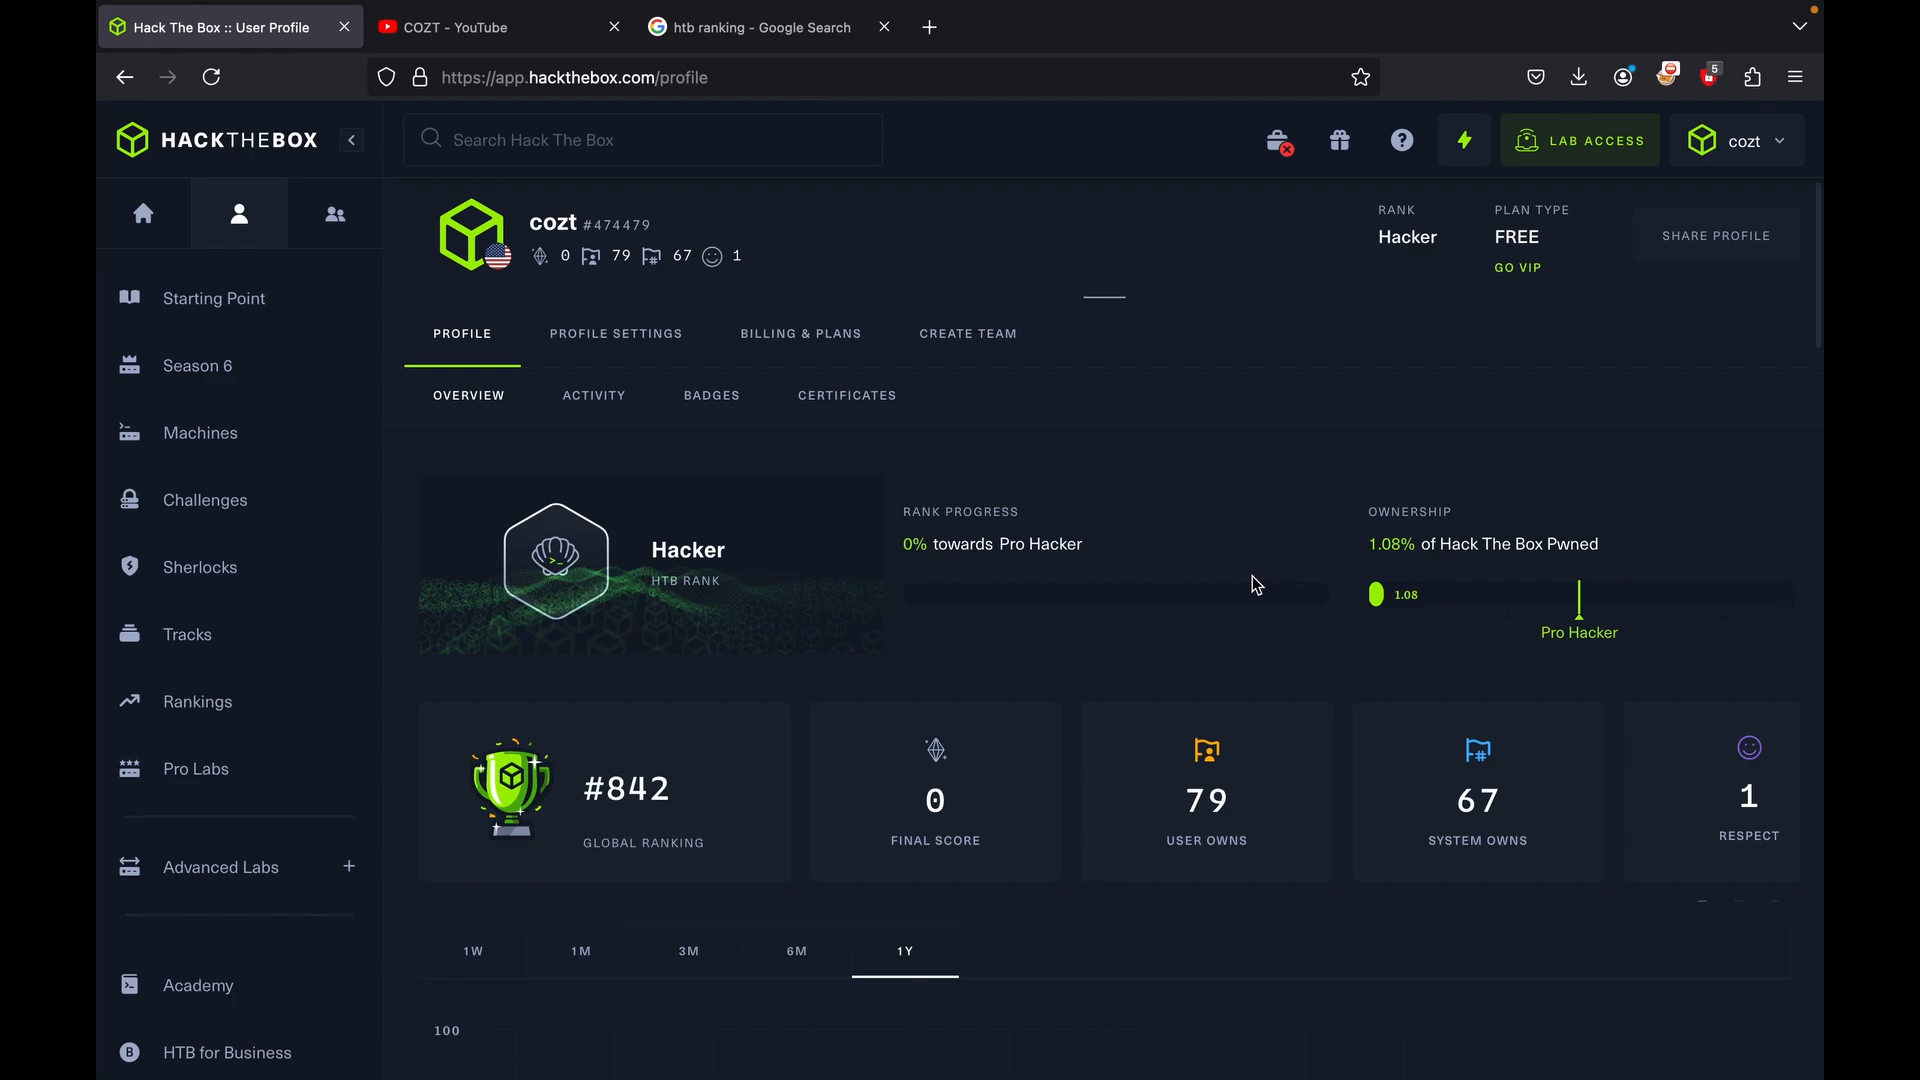 Hack The Box :: User Profile
COZT - YouTube
htb ranking - Google Search
https://app.hackthebox.com/profile
5
HACKTHEBOX
Search Hack The Box
LAB ACCESS
cozt
cozt #474479
0 79 67 1
RANK
Hacker
PLAN TYPE
FREE
GO VIP
SHARE PROFILE
Starting Point
Season 6
Machines
Challenges
Sherlocks
Tracks
Rankings
Pro Labs
Advanced Labs
Academy
HTB for Business
PROFILE
PROFILE SETTINGS
BILLING & PLANS
CREATE TEAM
OVERVIEW
ACTIVITY
BADGES
CERTIFICATES
Hacker
HTB RANK
RANK PROGRESS
0% towards Pro Hacker
OWNERSHIP
1.08% of Hack The Box Pwned
1.08
Pro Hacker
#842
GLOBAL RANKING
0
FINAL SCORE
79
USER OWNS
67
SYSTEM OWNS
1
RESPECT
1W
1M
3M
6M
1Y
100